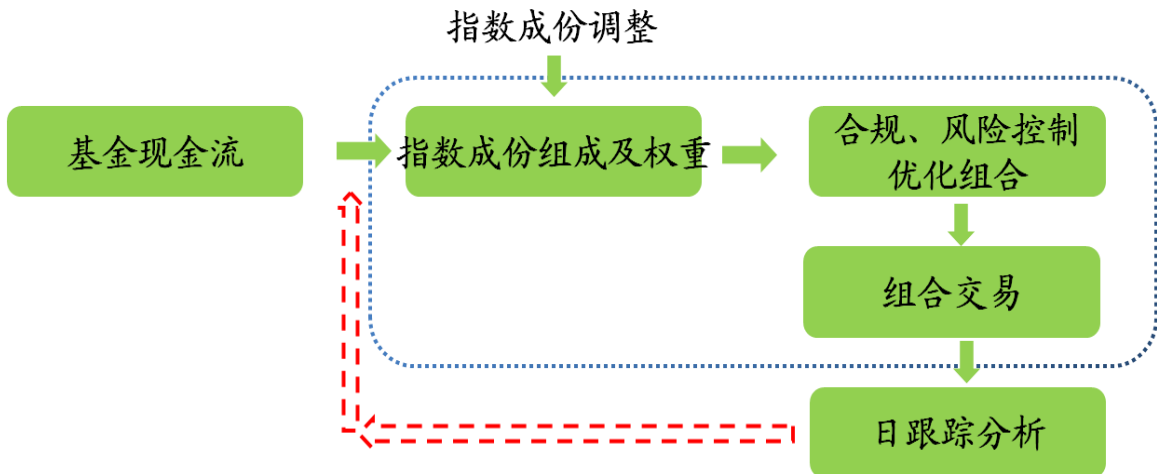 指数成份调整
基金现金流
指数成份组成及权重
合规、风险控制
优化组合
组合交易
日跟踪分析